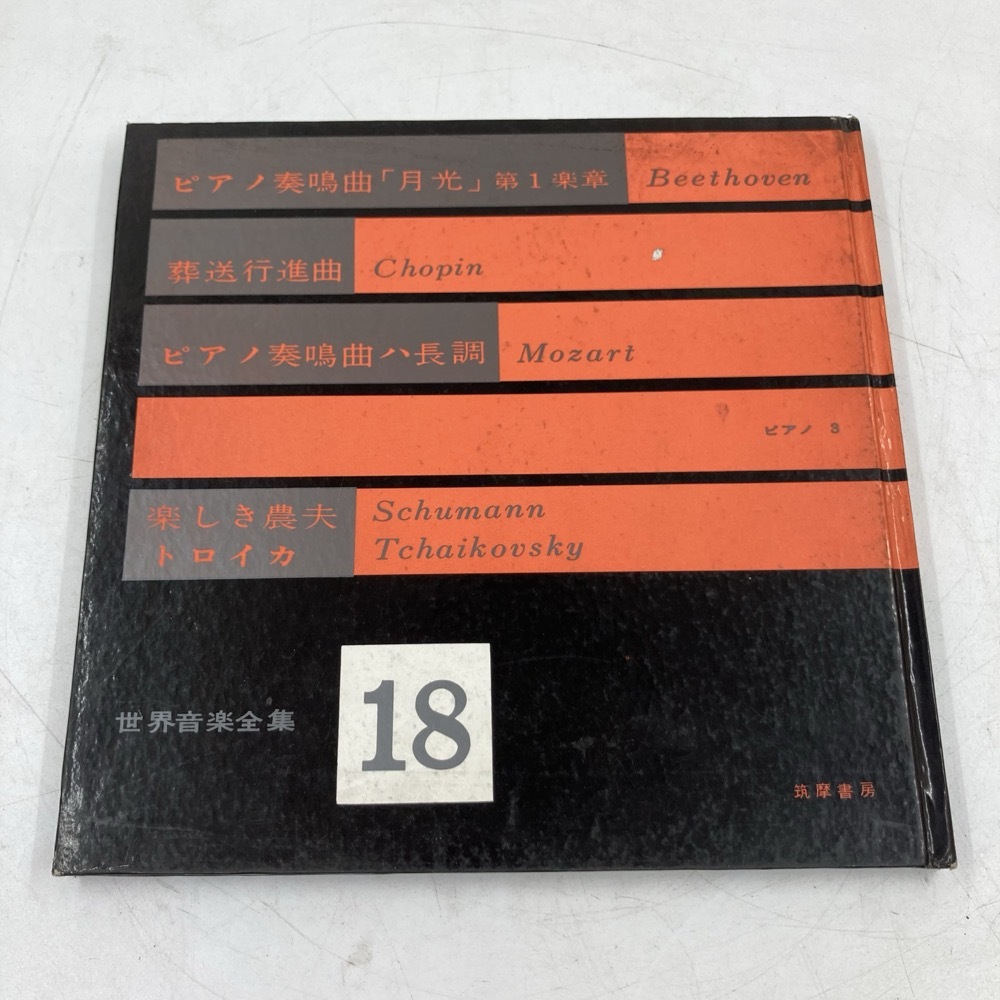 ピアノ奏鳴曲「月光」第1楽章 Beethoven
葬送行進曲 Chopin
ピアノ奏鳴曲ハ長調 Mozart
ピアノ 3
楽しき農夫 Schumann
トロイカ Tchaikovsky
世界音楽全集 18
筑摩書房